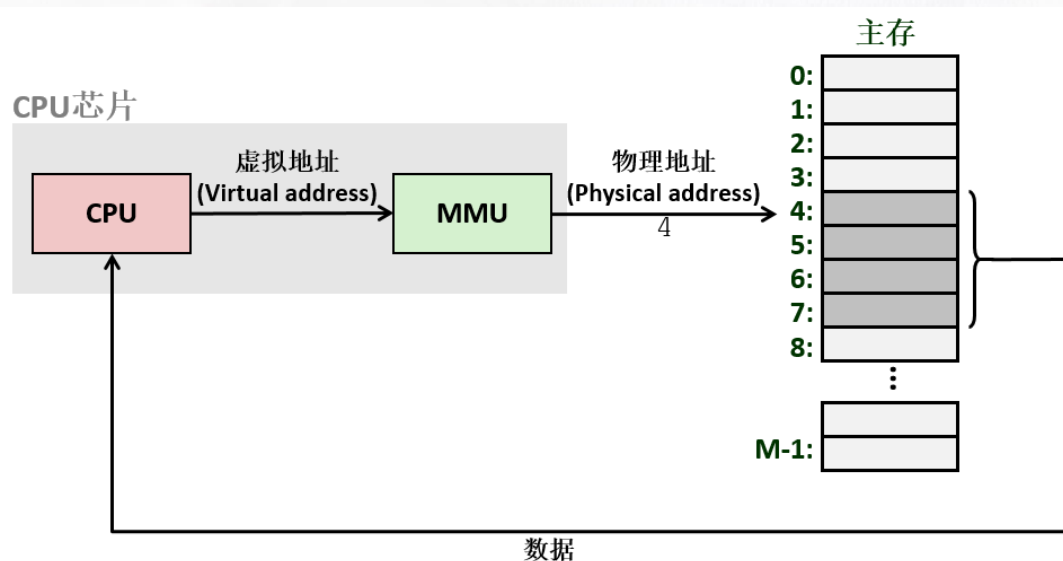 主存
CPU芯片
虚拟地址
(Virtual address)
物理地址
(Physical address)
4
CPU
MMU
0:
1:
2:
3:
4:
5:
6:
7:
8:
⋮
M-1:
数据